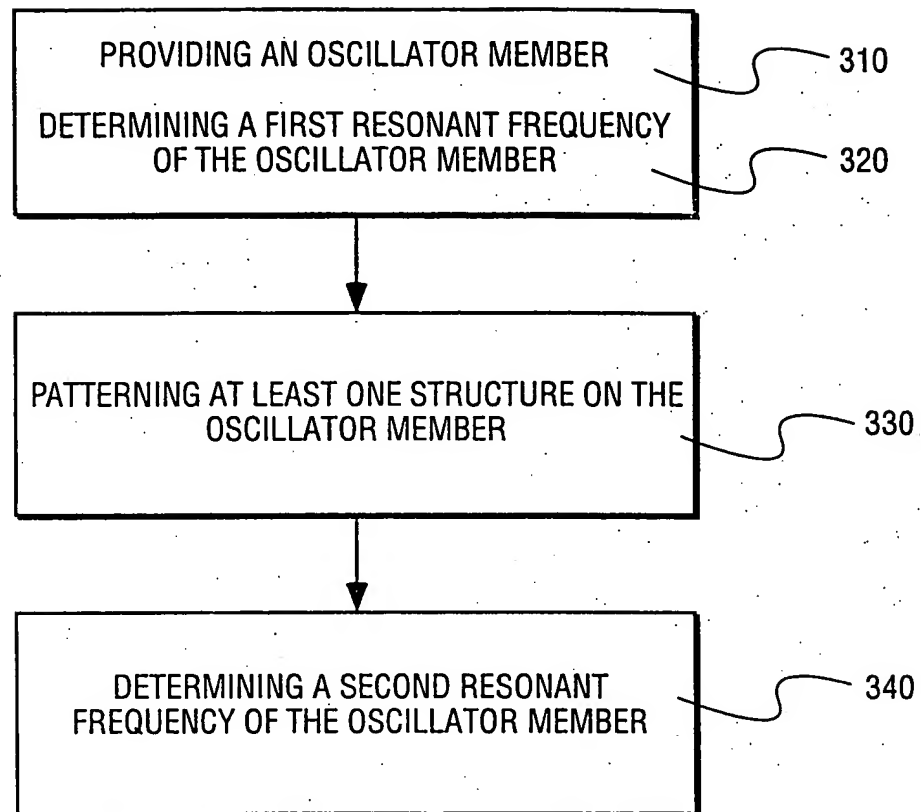 PROVIDING AN OSCILLATOR MEMBER
310
DETERMINING A FIRST RESONANT FREQUENCY
OF THE OSCILLATOR MEMBER
320
PATTERNING AT LEAST ONE STRUCTURE ON THE
OSCILLATOR MEMBER
330
DETERMINING A SECOND RESONANT
FREQUENCY OF THE OSCILLATOR MEMBER
340